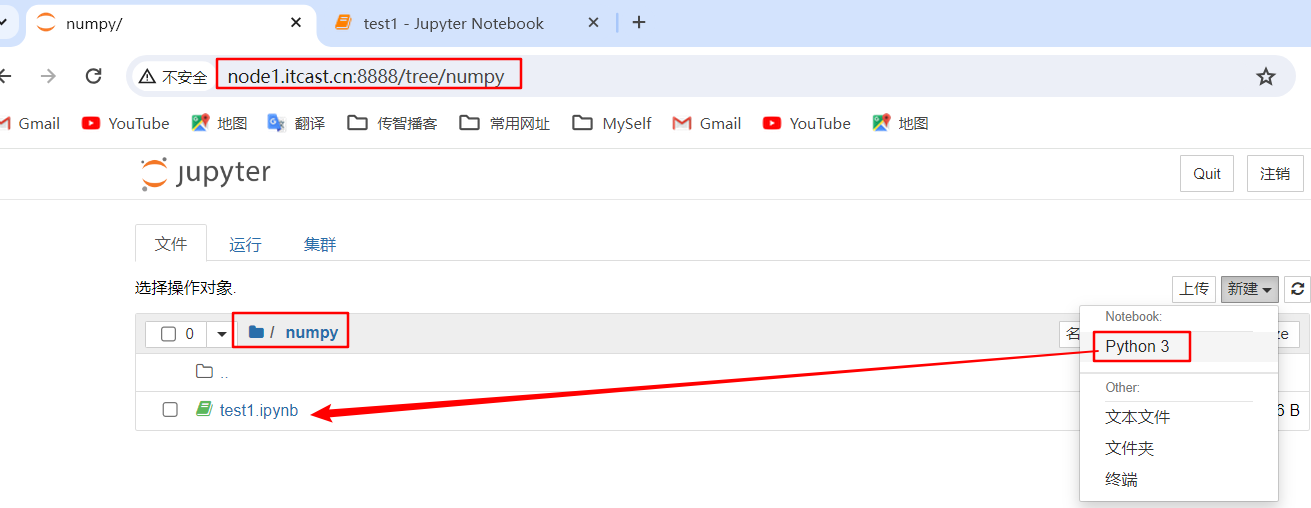 numpy/
test1 - Jupyter Notebook
不安全 node1.itcast.cn:8888/tree/numpy
Gmail YouTube 地图 翻译 传智播客 常用网址 MySelf Gmail YouTube 地图
jupyter Quit 注销
文件 运行 集群
选择操作对象. 上传 新建
Notebook:
0 / numpy
Python 3
..
Other:
test1.ipynb
文本文件
文件夹
终端